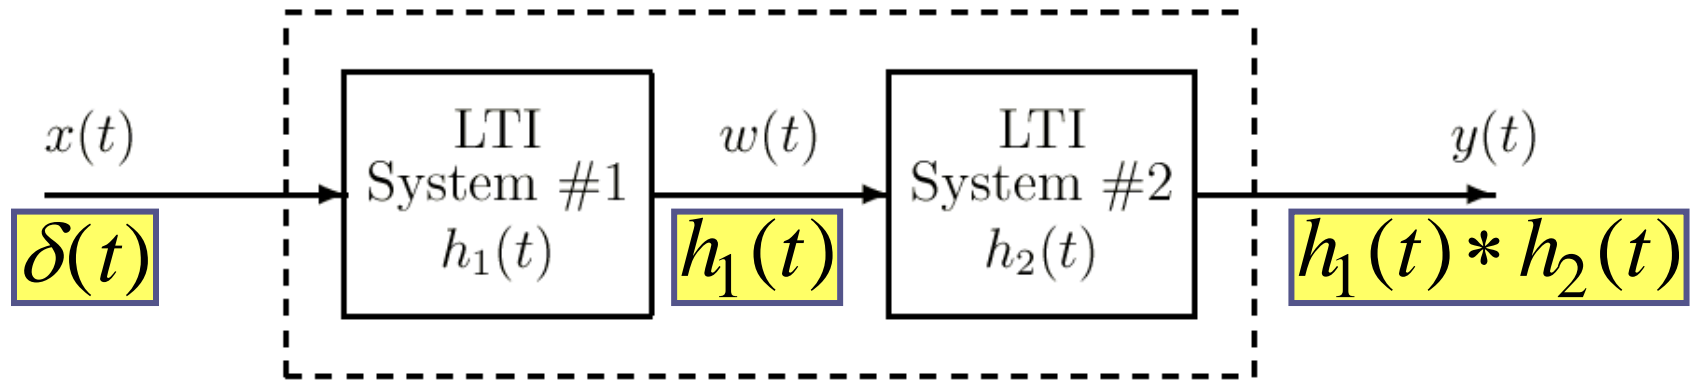 x(t)
δ(t)
LTI
System #1
h₁(t)
w(t)
h₁(t)
LTI
System #2
h₂(t)
y(t)
h₁(t) * h₂(t)